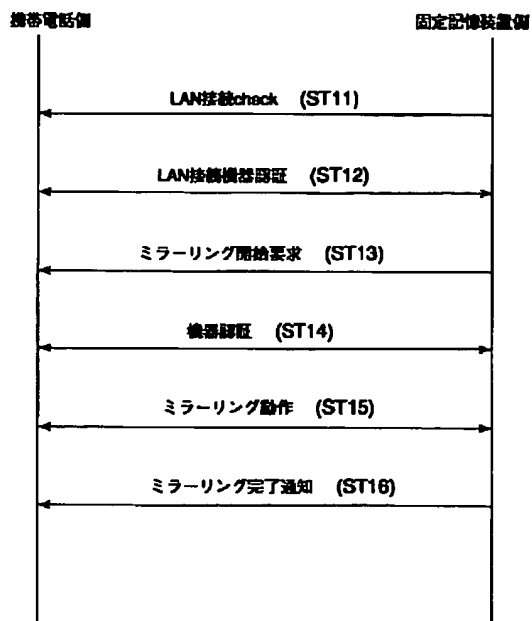 携帯電話側
固定記憶装置側
LAN接続check (ST11)
LAN接続機器認証 (ST12)
ミラーリング開始要求 (ST13)
機器認証 (ST14)
ミラーリング動作 (ST15)
ミラーリング完了通知 (ST16)